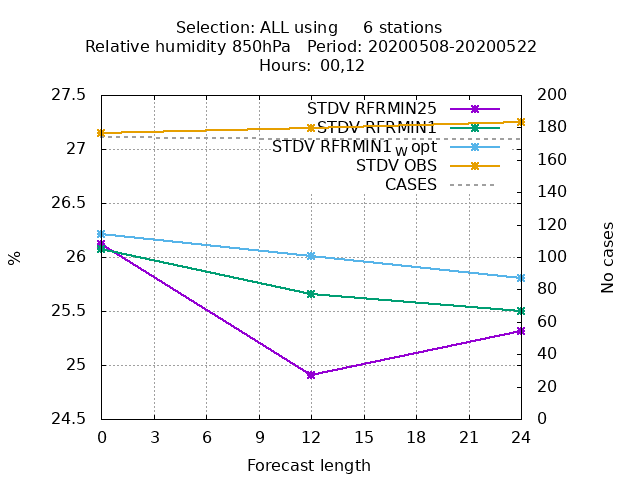 Selection: ALL using     6 stations
Relative humidity 850hPa   Period: 20200508-20200522
Hours:  00,12
27.5
27
26.5
26
25.5
25
24.5
%
STDV RFRMIN25
STDV RFRMIN1
STDV RFRMIN1_W opt
STDV OBS
CASES
200
180
160
140
120
100
80
60
40
20
0
No cases
0 3 6 9 12 15 18 21 24
Forecast length